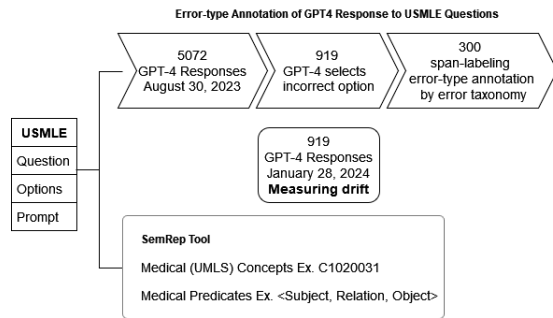 Error-type Annotation of GPT4 Response to USMLE Questions
5072
GPT-4 Responses
August 30, 2023
919
GPT-4 selects
incorrect option
300
span-labeling
error-type annotation
by error taxonomy
USMLE
Question
Options
Prompt
919
GPT-4 Responses
January 28, 2024
Measuring drift
SemRep Tool
Medical (UMLS) Concepts Ex. C1020031
Medical Predicates Ex. <Subject, Relation, Object>